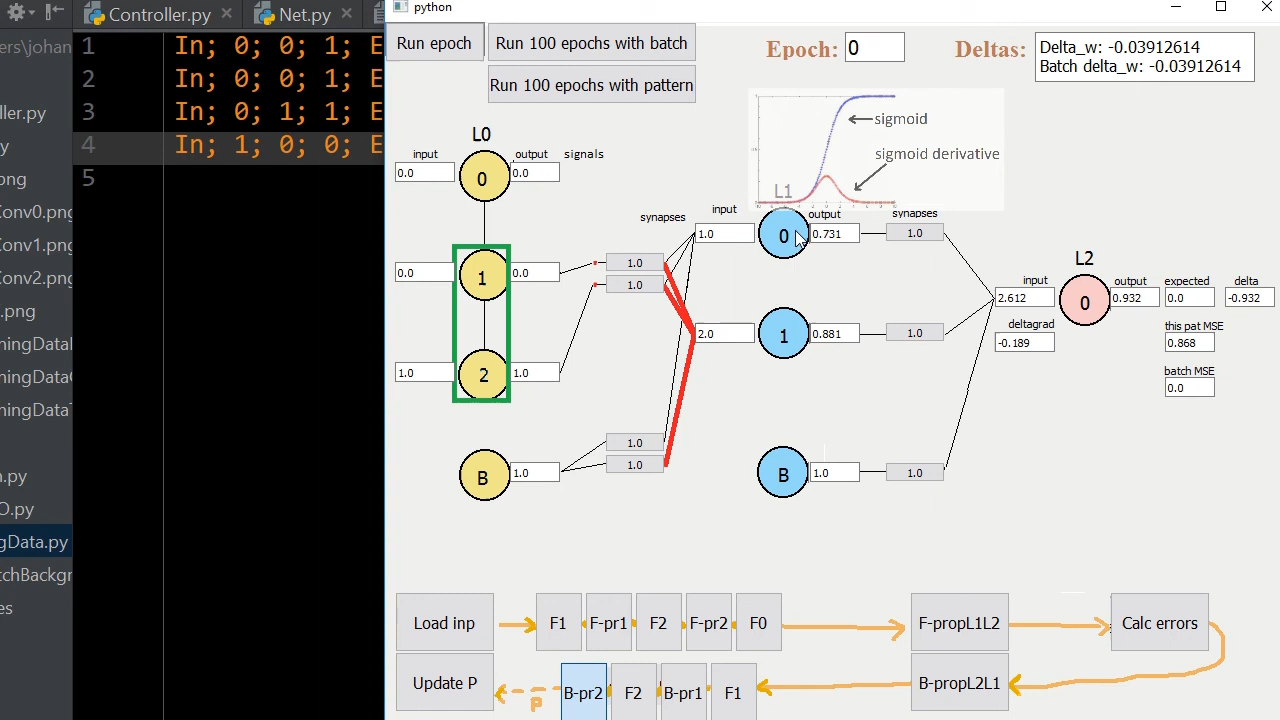 Controller.py
Net.py
python
ers\johan
1 In; 0; 0; 1; E
2 In; 0; 0; 1; E
3 In; 0; 1; 1; E
4 In; 1; 0; 0; E
5
ller.py
y
png
Conv0.png
Conv1.png
Conv2.png
.png
ningDatal
ningData
ningData
n.py
O.py
gData.py
tchBackgr
es
Run epoch
Run 100 epochs with batch
Run 100 epochs with pattern
Epoch: 0
Deltas:
Delta_w: -0.03912614
Batch delta_w: -0.03912614
sigmoid
sigmoid derivative
L0
input output signals
0.0 0 0.0
0.0 1 0.0
1.0 2 1.0
B 1.0
synapses
1.0
1.0
1.0
1.0
L1
input output synapses
1.0 0 0.731 1.0
2.0 1 0.881 1.0
B 1.0 1.0
L2
input output expected delta
2.612 0 0.932 0.0 -0.932
deltagrad
-0.189
this pat MSE
0.868
batch MSE
0.0
Load inp F1 F-pr1 F2 F-pr2 F0 F-propL1L2 Calc errors
Update P P B-pr2 F2 B-pr1 F1 B-propL2L1